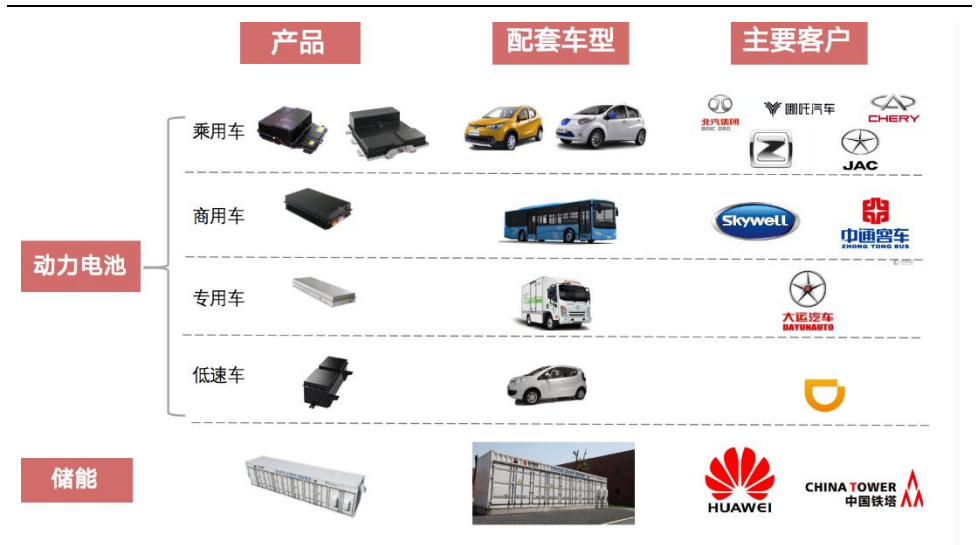 产品 配套车型 主要客户
乘用车
北汽集团
BAIC GRO
哪吒汽车
CHERY
JAC
商用车
Skywell
中通客车
ZHONG TONG BUS
动力电池
专用车
大运汽车
DAYUNAUTO
低速车
储能
HUAWEI
CHINA TOWER
中国铁塔